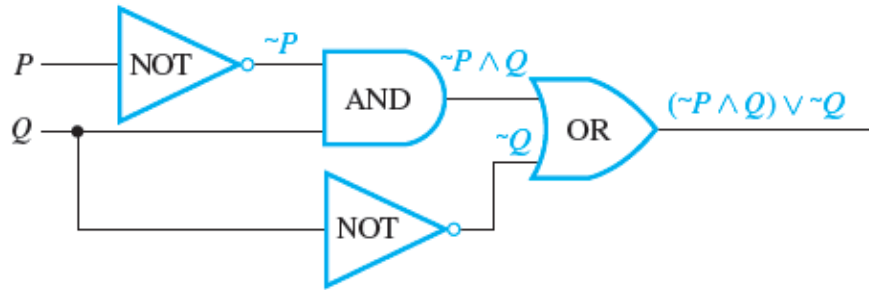 P NOT ~P AND ~P ∧ Q OR (~P ∧ Q) ∨ ~Q
Q
NOT ~Q